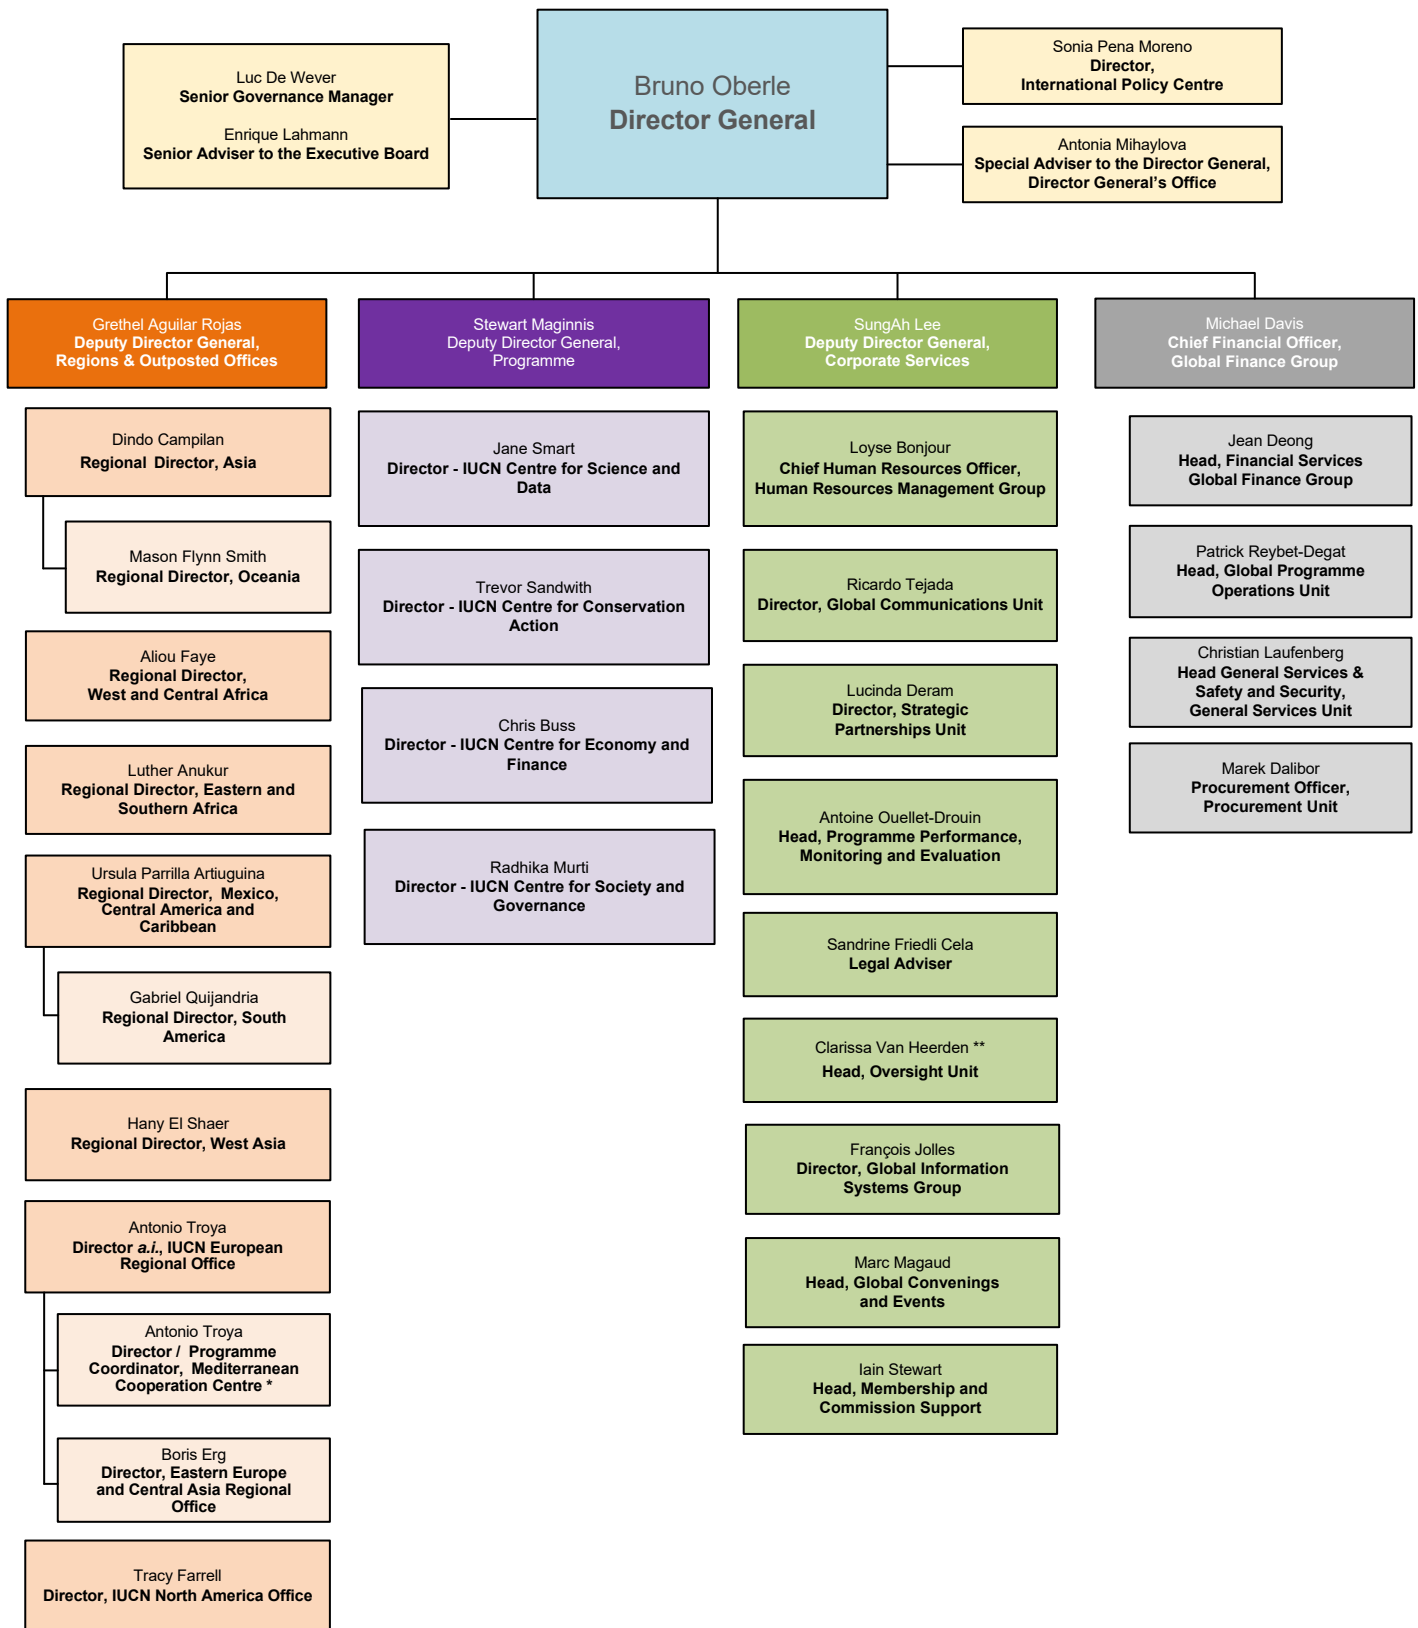 Luc De Wever
Senior Governance Manager
Enrique Lahmann
Senior Adviser to the Executive Board
Bruno Oberle
Director General
Sonia Pena Moreno
Director,
International Policy Centre
Antonia Mihaylova
Special Adviser to the Director General,
Director General’s Office
Grethel Aguilar Rojas
Deputy Director General,
Regions & Outposted Offices
Dindo Campilan
Regional Director, Asia
Mason Flynn Smith
Regional Director, Oceania
Aliou Faye
Regional Director,
West and Central Africa
Luther Anukur
Regional Director, Eastern and
Southern Africa
Ursula Parrilla Artiuguina
Regional Director, Mexico,
Central America and
Caribbean
Gabriel Quijandria
Regional Director, South
America
Hany El Shaer
Regional Director, West Asia
Antonio Troya
Director a.i., IUCN European
Regional Office
Antonio Troya
Director / Programme
Coordinator, Mediterranean
Cooperation Centre *
Boris Erg
Director, Eastern Europe
and Central Asia Regional
Office
Tracy Farrell
Director, IUCN North America Office
Stewart Maginnis
Deputy Director General,
Programme
Jane Smart
Director - IUCN Centre for Science and
Data
Trevor Sandwith
Director - IUCN Centre for Conservation
Action
Chris Buss
Director - IUCN Centre for Economy and
Finance
Radhika Murti
Director - IUCN Centre for Society and
Governance
SungAh Lee
Deputy Director General,
Corporate Services
Loyse Bonjour
Chief Human Resources Officer,
Human Resources Management Group
Ricardo Tejada
Director, Global Communications Unit
Lucinda Deram
Director, Strategic
Partnerships Unit
Antoine Ouellet-Drouin
Head, Programme Performance,
Monitoring and Evaluation
Sandrine Friedli Cela
Legal Adviser
Clarissa Van Heerden **
Head, Oversight Unit
François Jolles
Director, Global Information
Systems Group
Marc Magaud
Head, Global Convenings
and Events
Iain Stewart
Head, Membership and
Commission Support
Michael Davis
Chief Financial Officer,
Global Finance Group
Jean Deong
Head, Financial Services
Global Finance Group
Patrick Reybet-Degat
Head, Global Programme
Operations Unit
Christian Laufenberg
Head General Services &
Safety and Security,
General Services Unit
Marek Dalibor
Procurement Officer,
Procurement Unit